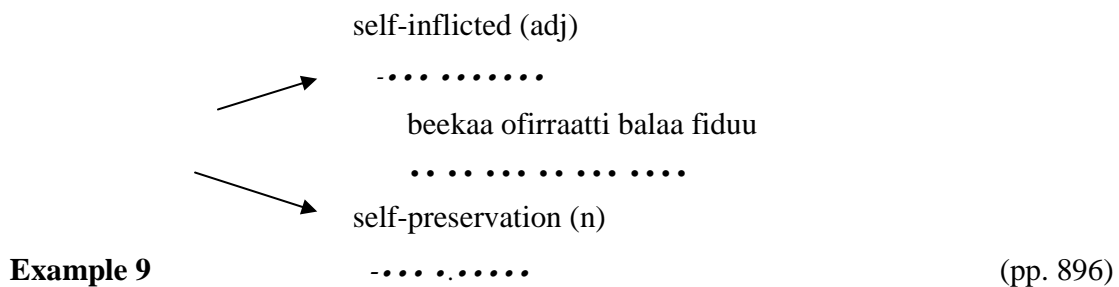 self-inflicted (adj)
-••• •••••••
beekaa ofirraatti balaa fiduu
•• •• ••• •• ••• ••••
self-preservation (n)
Example 9 -••• •.••••• (pp. 896)